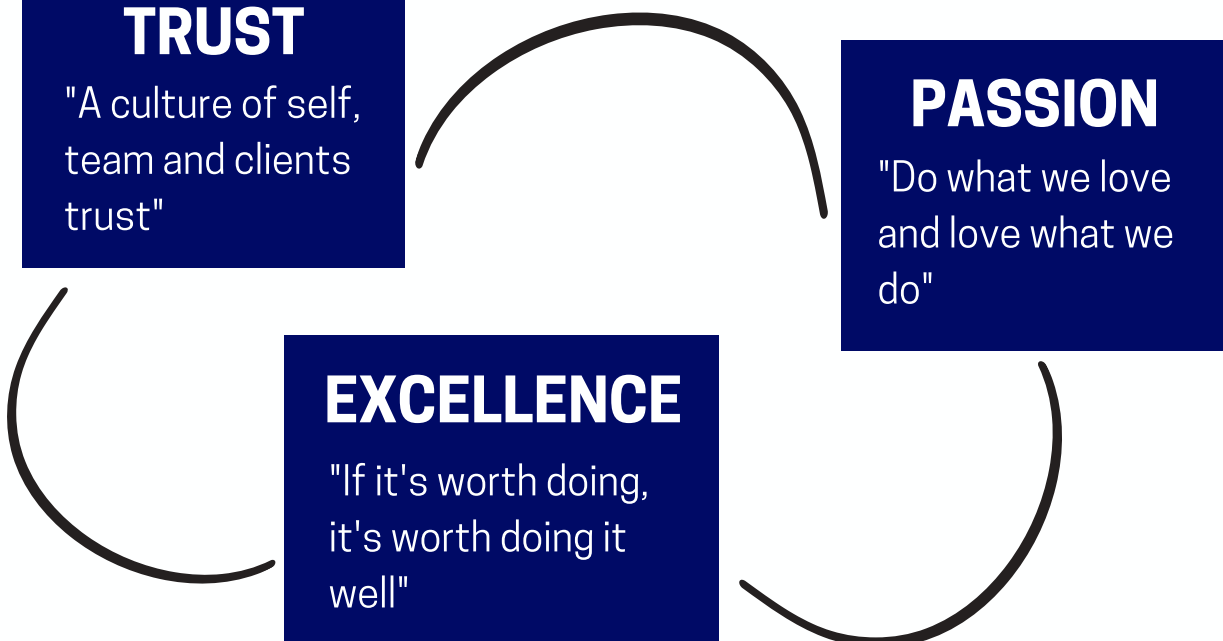 TRUST
"A culture of self,
team and clients
trust"
PASSION
"Do what we love
and love what we
do"
EXCELLENCE
"If it's worth doing,
it's worth doing it
well"